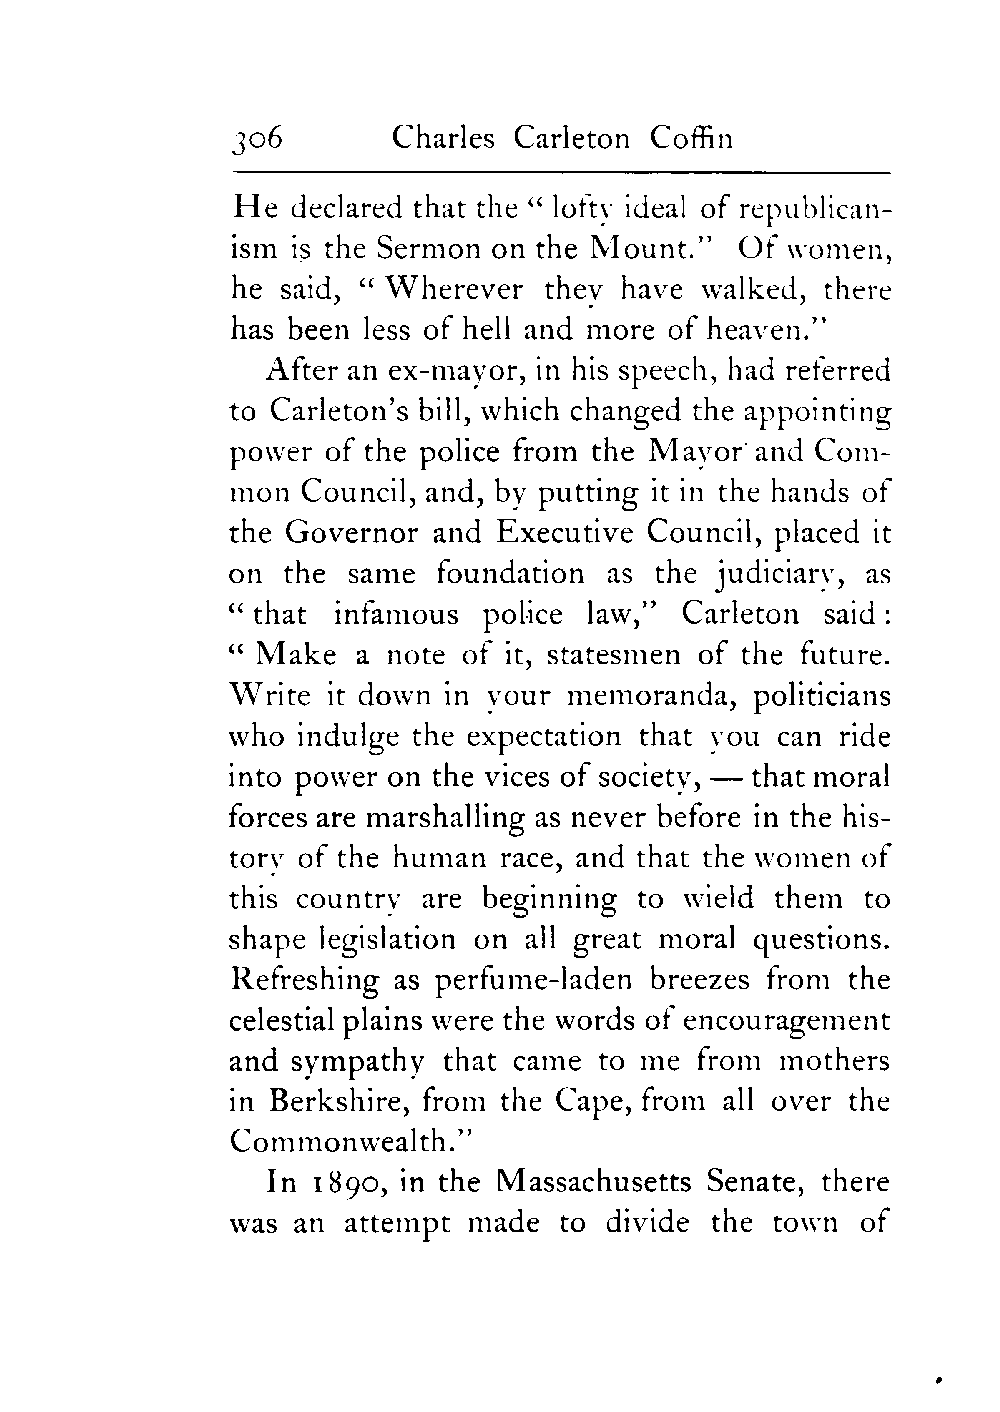 306 Charles Carleton Coffin
He declared that the “ lofty ideal of republican-
ism is the Sermon on the Mount.” Of women,
he said, “ Wherever they have walked, there
has been less of hell and more of heaven.”
After an ex-mayor, in his speech, had referred
to Carleton’s bill, which changed the appointing
power of the police from the Mayor and Com-
mon Council, and, by putting it in the hands of
the Governor and Executive Council, placed it
on the same foundation as the judiciary, as
“ that infamous police law,” Carleton said :
“ Make a note of it, statesmen of the future.
Write it down in your memoranda, politicians
who indulge the expectation that you can ride
into power on the vices of society, — that moral
forces are marshalling as never before in the his-
tory of the human race, and that the women of
this country are beginning to wield them to
shape legislation on all great moral questions.
Refreshing as perfume-laden breezes from the
celestial plains were the words of encouragement
and sympathy that came to me from mothers
in Berkshire, from the Cape, from all over the
Commonwealth.”
In 1890, in the Massachusetts Senate, there
was an attempt made to divide the town of